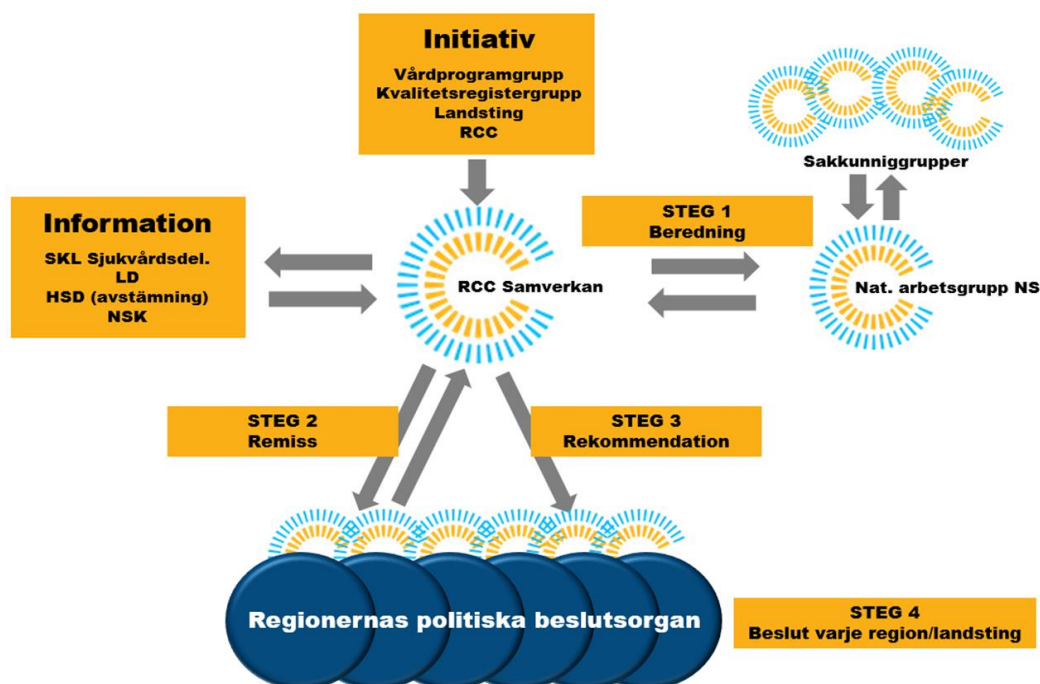 Initiativ
Vårdprogramgrupp
Kvalitetsregistergrupp
Landsting
RCC
Sakkunniggrupper
Information
SKL Sjukvårdsdel.
LD
HSD (avstämning)
NSK
RCC Samverkan
STEG 1
Beredning
Nat. arbetsgrupp NS
STEG 2
Remiss
STEG 3
Rekommendation
Regionernas politiska beslutsorgan
STEG 4
Beslut varje region/landsting